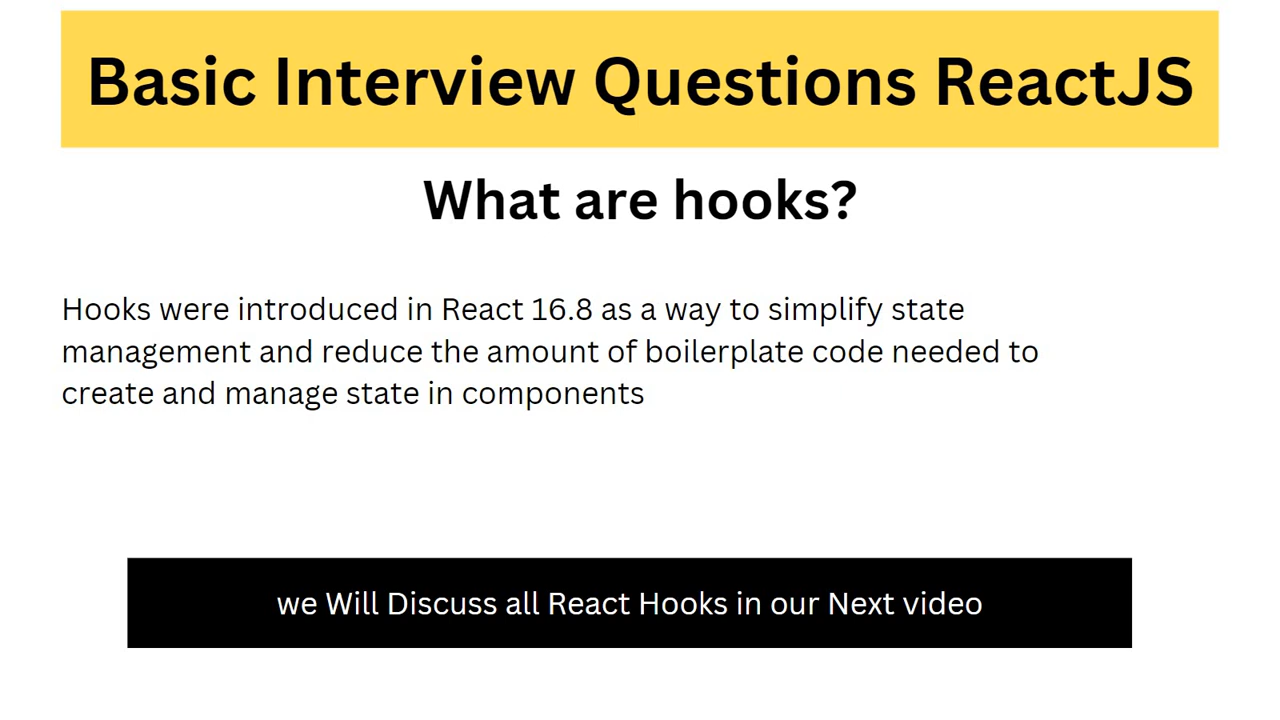 Basic Interview Questions ReactJS
What are hooks?
Hooks were introduced in React 16.8 as a way to simplify state
management and reduce the amount of boilerplate code needed to
create and manage state in components
we Will Discuss all React Hooks in our Next video